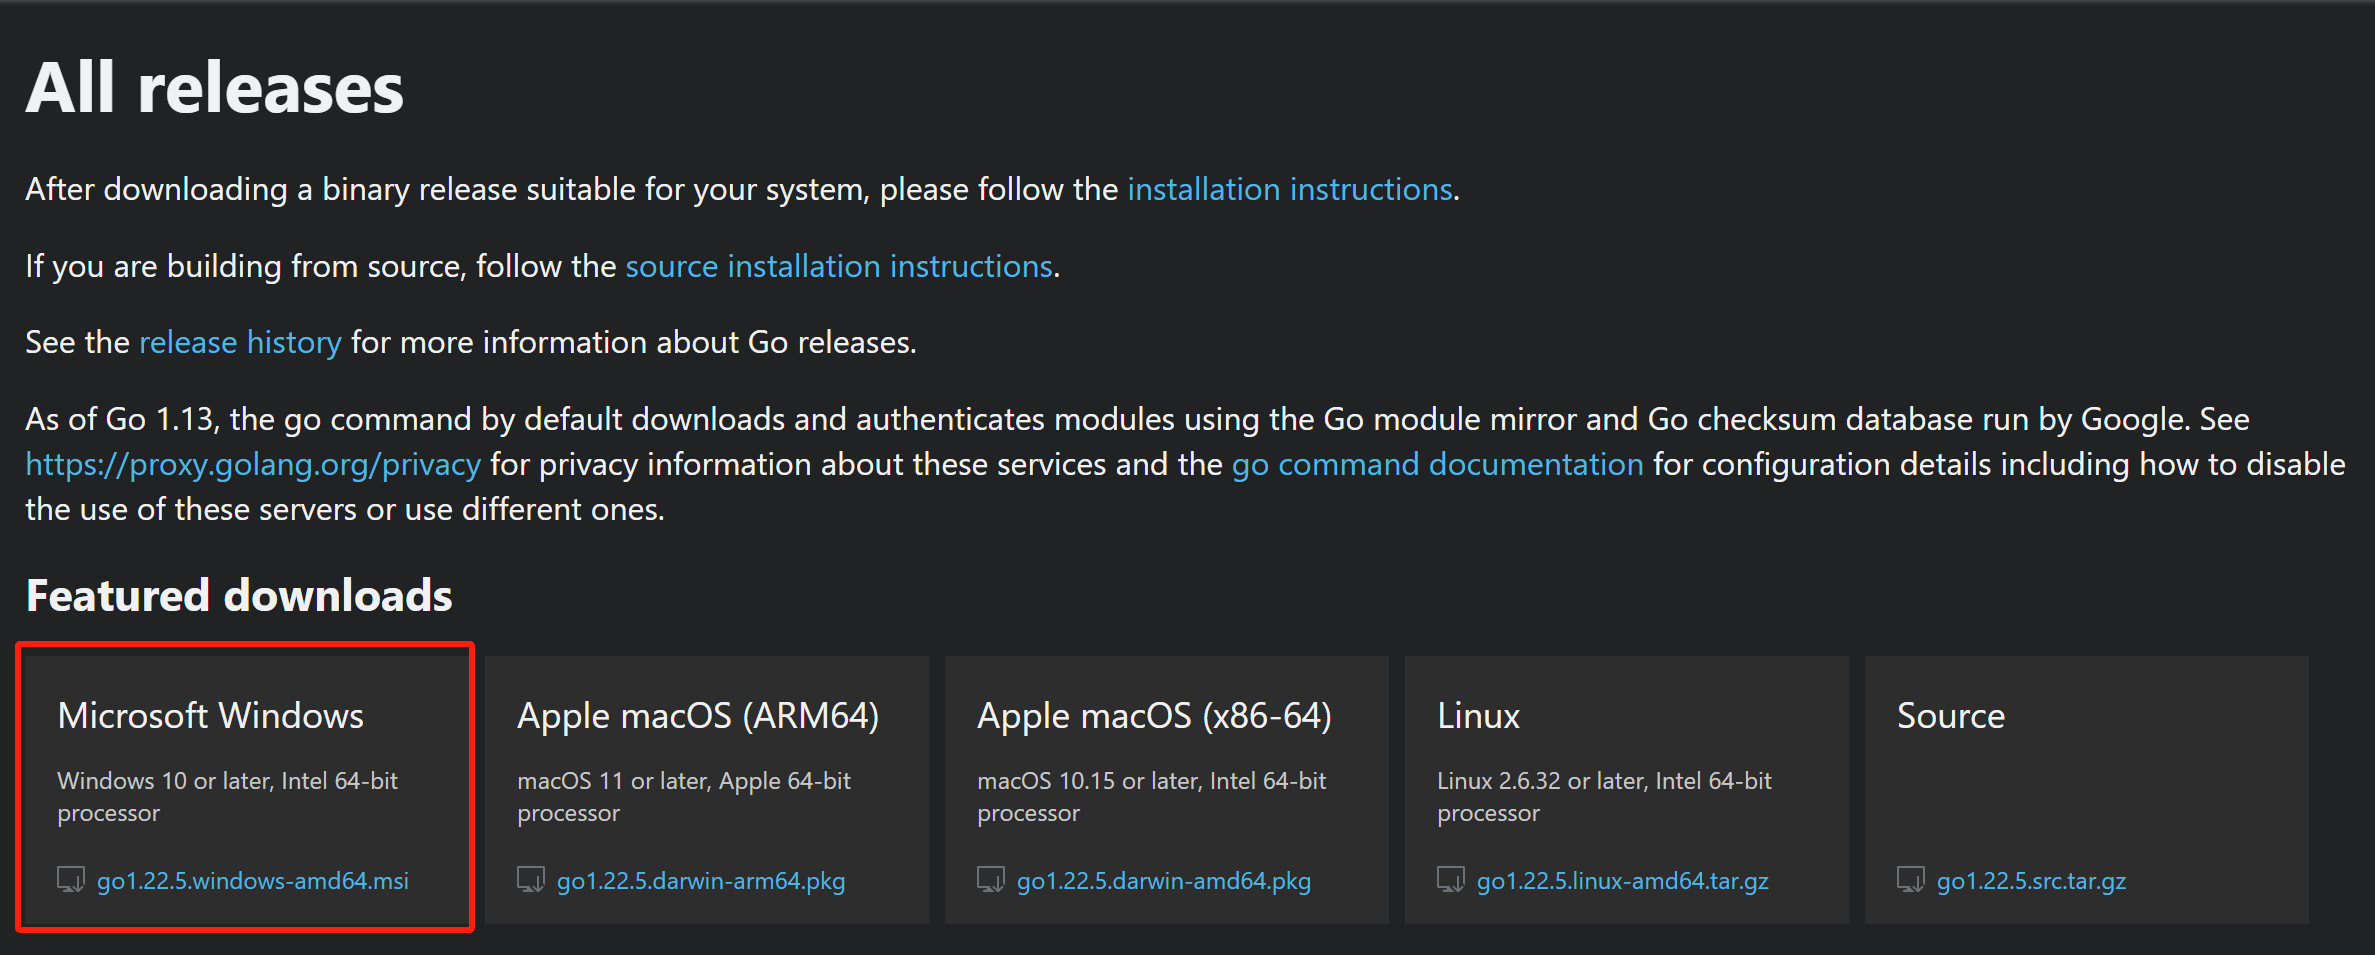 All releases
After downloading a binary release suitable for your system, please follow the installation instructions.
If you are building from source, follow the source installation instructions.
See the release history for more information about Go releases.
As of Go 1.13, the go command by default downloads and authenticates modules using the Go module mirror and Go checksum database run by Google. See
https://proxy.golang.org/privacy for privacy information about these services and the go command documentation for configuration details including how to disable
the use of these servers or use different ones.
Featured downloads
Microsoft Windows
Windows 10 or later, Intel 64-bit
processor
go1.22.5.windows-amd64.msi
Apple macOS (ARM64)
macOS 11 or later, Apple 64-bit
processor
go1.22.5.darwin-arm64.pkg
Apple macOS (x86-64)
macOS 10.15 or later, Intel 64-bit
processor
go1.22.5.darwin-amd64.pkg
Linux
Linux 2.6.32 or later, Intel 64-bit
processor
go1.22.5.linux-amd64.tar.gz
Source
go1.22.5.src.tar.gz